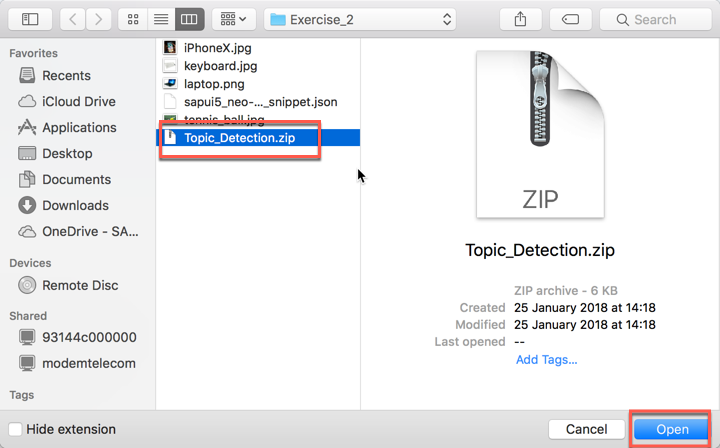 Exercise_2
Search
Favorites
Recents
iCloud Drive
Applications
Desktop
Documents
Downloads
OneDrive - SA...
Devices
Remote Disc
Shared
93144c000000
modemtelecom
Tags
iPhoneX.jpg
keyboard.jpg
laptop.png
sapui5_neo-..._snippet.json
tennis_ball.jpg
Topic_Detection.zip
ZIP
Topic_Detection.zip
ZIP archive - 6 KB
Created 25 January 2018 at 14:18
Modified 25 January 2018 at 14:18
Last opened --
Add Tags...
Hide extension
Cancel
Open